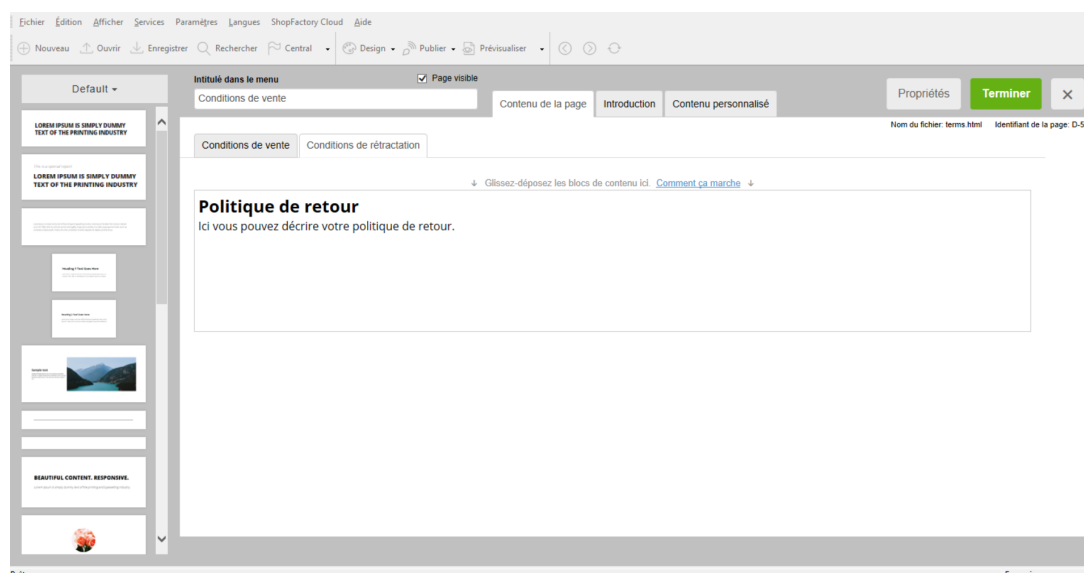 Fichier Édition Afficher Services Paramètres Langues ShopFactory Cloud Aide
Nouveau Ouvrir Enregistrer Rechercher Central Design Publier Prévisualiser
Default
Intitulé dans le menu
Page visible
Conditions de vente
Contenu de la page Introduction Contenu personnalisé
Propriétés Terminer
Nom du fichier: terms.html Identifiant de la page: D-5
Conditions de vente Conditions de rétractation
Glissez-déposez les blocs de contenu ici. Comment ça marche
Politique de retour
Ici vous pouvez décrire votre politique de retour.
LOREM IPSUM IS SIMPLY DUMMY
TEXT OF THE PRINTING INDUSTRY
LOREM IPSUM IS SIMPLY DUMMY
TEXT OF THE PRINTING INDUSTRY
BEAUTIFUL CONTENT. RESPONSIVE.